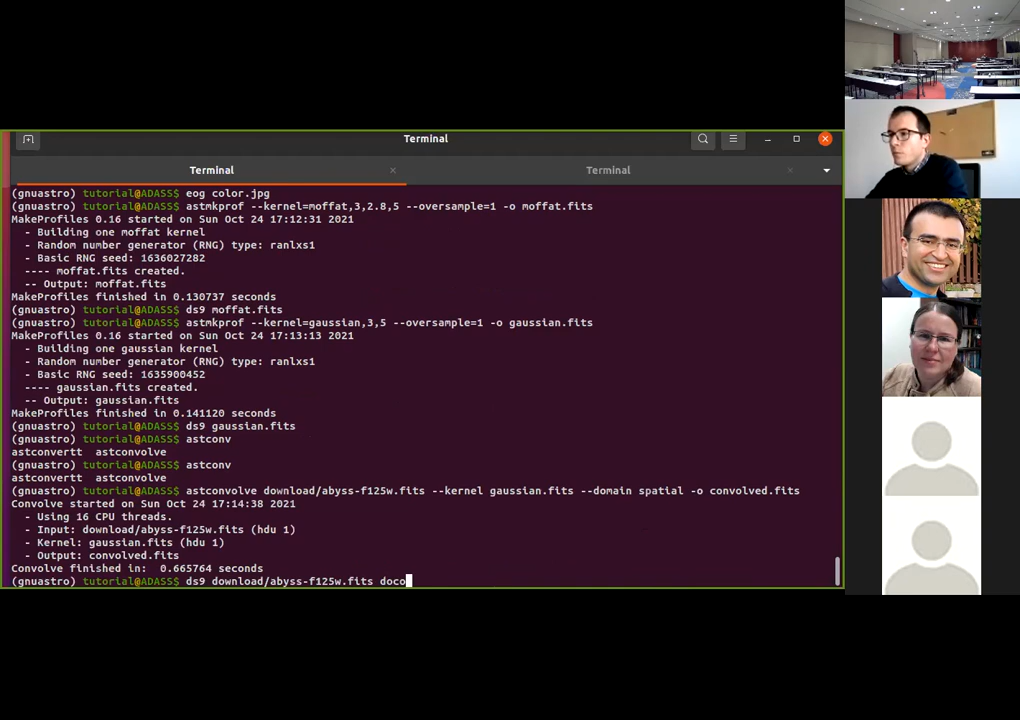 Terminal
Terminal
Terminal
(gnuastro) tutorial@ADASS$ eog color.jpg
(gnuastro) tutorial@ADASS$ astmkprof --kernel=moffat,3,2.8,5 --oversample=1 -o moffat.fits
MakeProfiles 0.16 started on Sun Oct 24 17:12:31 2021
- Building one moffat kernel
- Random number generator (RNG) type: ranlxs1
- Basic RNG seed: 1636027282
---- moffat.fits created.
-- Output: moffat.fits
MakeProfiles finished in 0.130737 seconds
(gnuastro) tutorial@ADASS$ ds9 moffat.fits
(gnuastro) tutorial@ADASS$ astmkprof --kernel=gaussian,3,5 --oversample=1 -o gaussian.fits
MakeProfiles 0.16 started on Sun Oct 24 17:13:13 2021
- Building one gaussian kernel
- Random number generator (RNG) type: ranlxs1
- Basic RNG seed: 1635900452
---- gaussian.fits created.
-- Output: gaussian.fits
MakeProfiles finished in 0.141120 seconds
(gnuastro) tutorial@ADASS$ ds9 gaussian.fits
(gnuastro) tutorial@ADASS$ astconv
astconvertt astconvolve
(gnuastro) tutorial@ADASS$ astconv
astconvertt astconvolve
(gnuastro) tutorial@ADASS$ astconvolve download/abyss-f125w.fits --kernel gaussian.fits --domain spatial -o convolved.fits
Convolve started on Sun Oct 24 17:14:38 2021
- Using 16 CPU threads.
- Input: download/abyss-f125w.fits (hdu 1)
- Kernel: gaussian.fits (hdu 1)
- Output: convolved.fits
Convolve finished in: 0.665764 seconds
(gnuastro) tutorial@ADASS$ ds9 download/abyss-f125w.fits doco